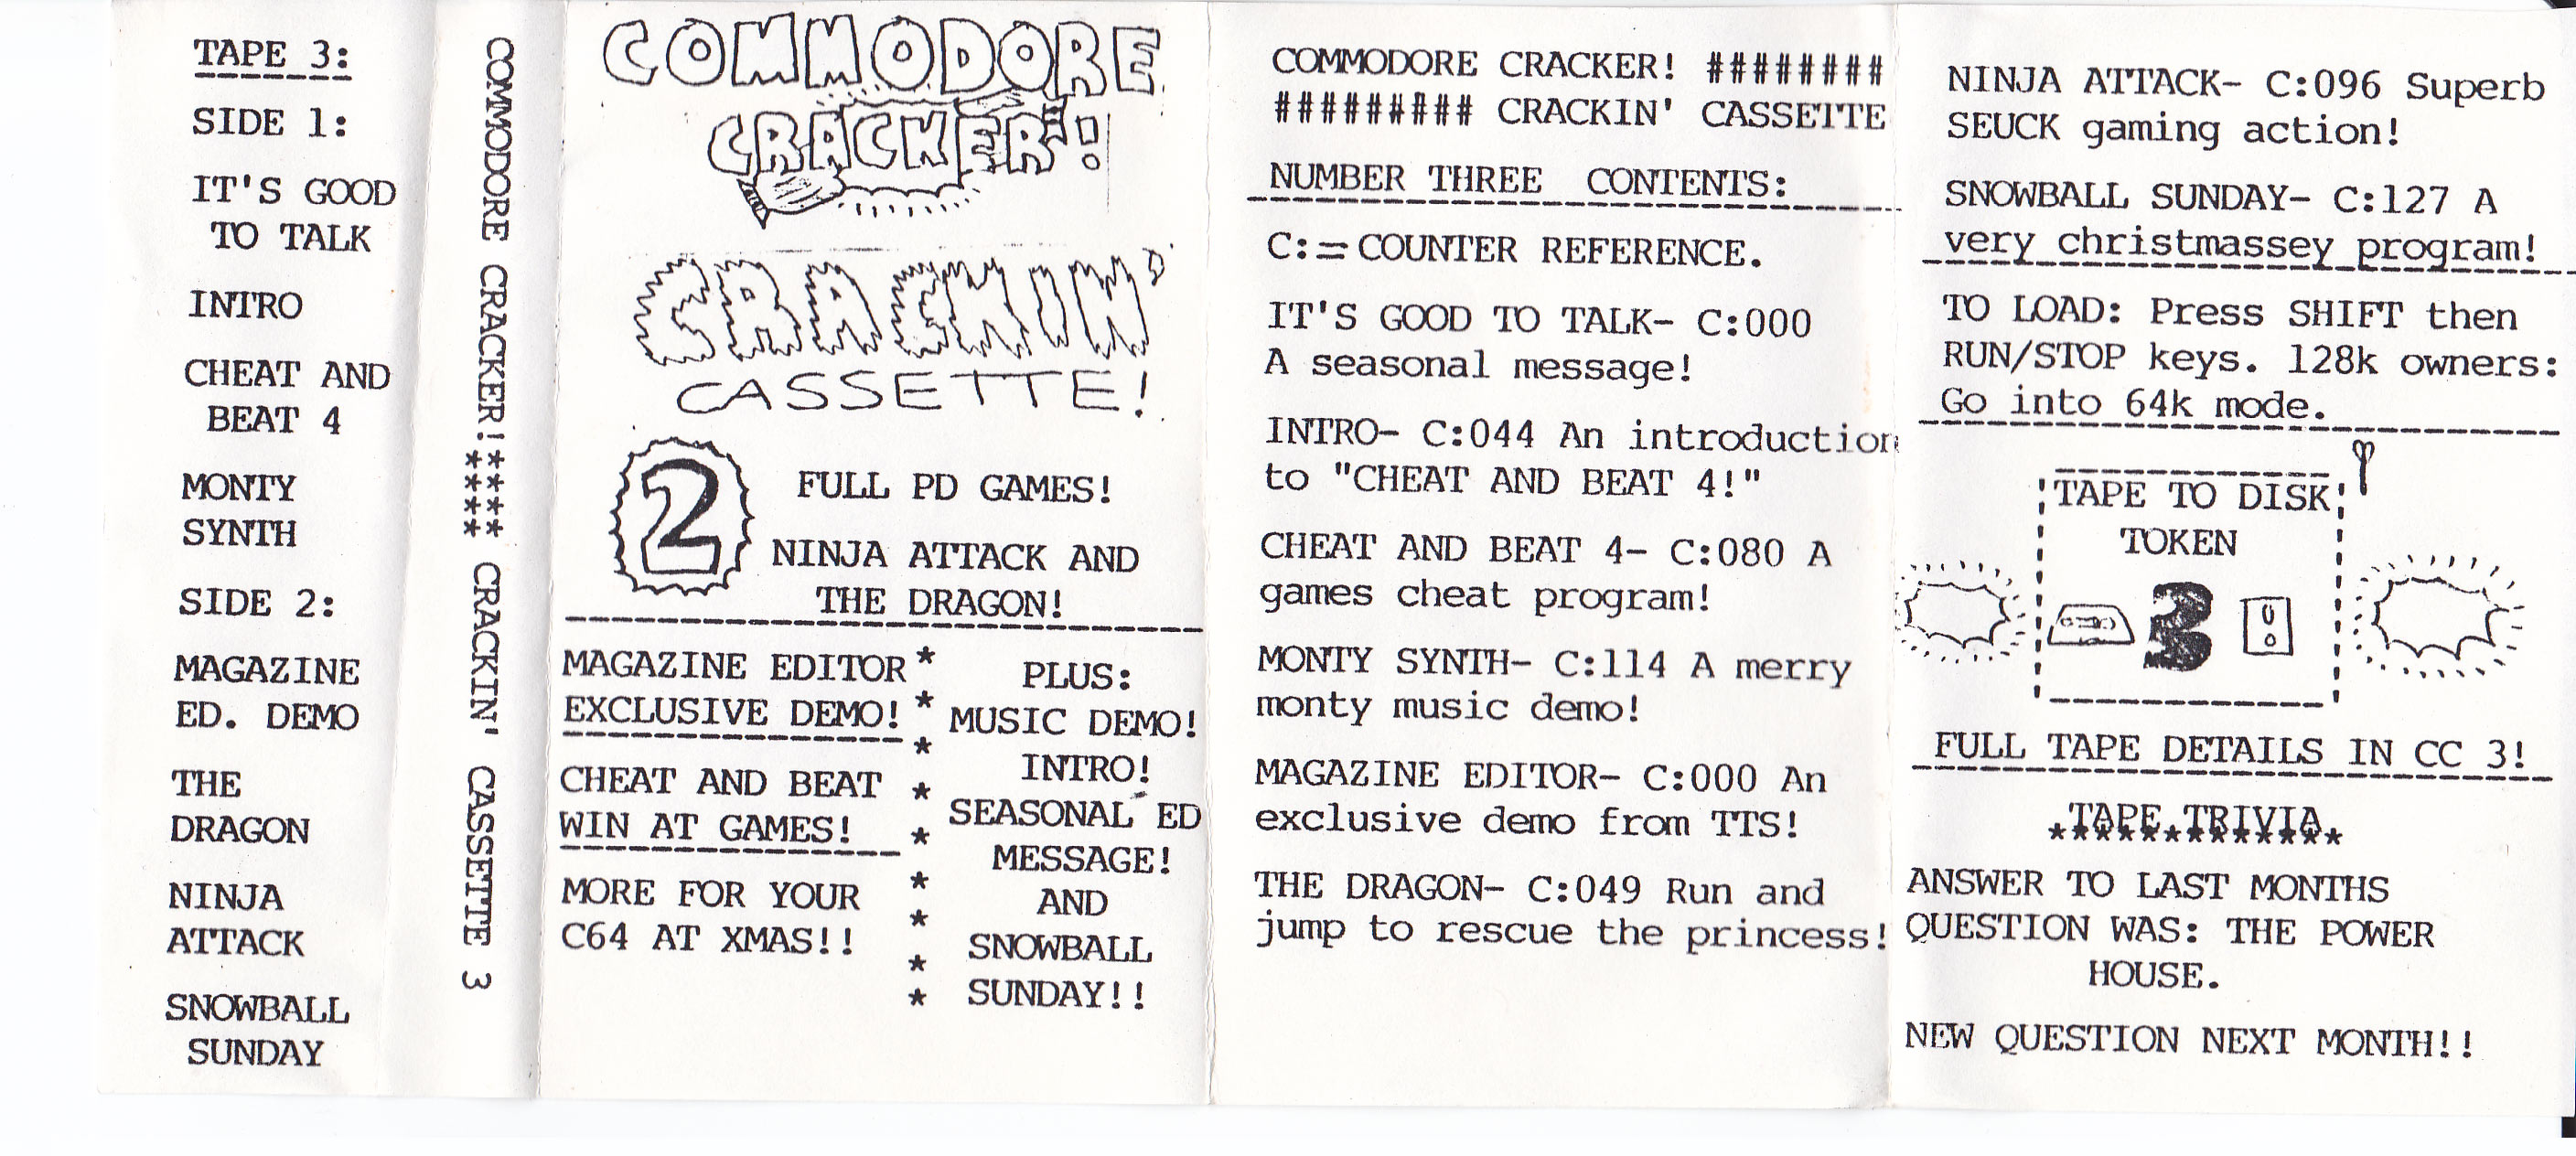 TAPE 3:
SIDE 1:
IT'S GOOD
TO TALK
INTRO
CHEAT AND
BEAT 4
MONTY
SYNTH
SIDE 2:
MAGAZINE
ED. DEMO
THE
DRAGON
NINJA
ATTACK
SNOWBALL
SUNDAY
COMMODORE CRACKER!**** CRACKIN' CASSETTE 3
****
COMMODORE
CRACKER!
CRACKIN'
CASSETTE!
2
FULL PD GAMES!
NINJA ATTACK AND
THE DRAGON!
MAGAZINE EDITOR
EXCLUSIVE DEMO!
CHEAT AND BEAT
WIN AT GAMES!
MORE FOR YOUR
C64 AT XMAS!!
*
*
*
*
*
*
*
*
*
PLUS:
MUSIC DEMO!
INTRO!
SEASONAL ED
MESSAGE!
AND
SNOWBALL
SUNDAY!!
COMMODORE CRACKER! ########
######### CRACKIN' CASSETTE
NUMBER THREE CONTENTS:
C:=COUNTER REFERENCE.
IT'S GOOD TO TALK- C:000
A seasonal message!
INTRO- C:044 An introduction
to "CHEAT AND BEAT 4!"
CHEAT AND BEAT 4- C:080 A
games cheat program!
MONTY SYNTH- C:114 A merry
monty music demo!
MAGAZINE EDITOR- C:000 An
exclusive demo from TTS!
THE DRAGON- C:049 Run and
jump to rescue the princess!
NINJA ATTACK- C:096 Superb
SEUCK gaming action!
SNOWBALL SUNDAY- C:127 A
very christmassey program!
TO LOAD: Press SHIFT then
RUN/STOP keys. 128k owners:
Go into 64k mode.
TAPE TO DISK
TOKEN
3
FULL TAPE DETAILS IN CC 3!
TAPE TRIVIA
*************
ANSWER TO LAST MONTHS
QUESTION WAS: THE POWER
HOUSE.
NEW QUESTION NEXT MONTH!!